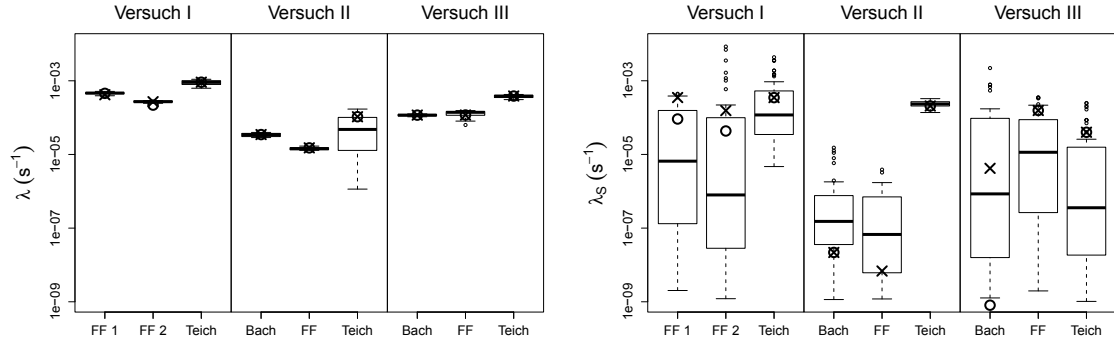 Versuch I Versuch II Versuch III
λ (s⁻¹)
1e−03
1e−05
1e−07
1e−09
FF 1 FF 2 Teich Bach FF Teich Bach FF Teich
Versuch I Versuch II Versuch III
λS (s⁻¹)
1e−03
1e−05
1e−07
1e−09
FF 1 FF 2 Teich Bach FF Teich Bach FF Teich